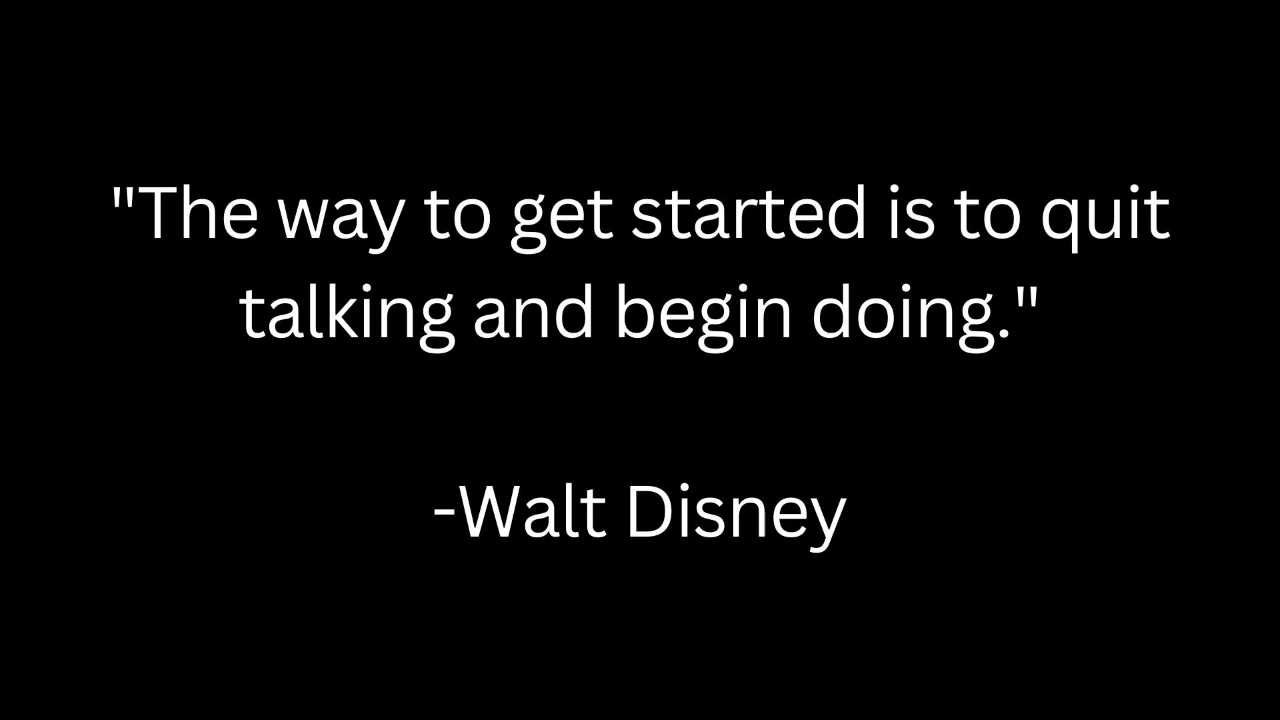 "The way to get started is to quit
talking and begin doing."
-Walt Disney